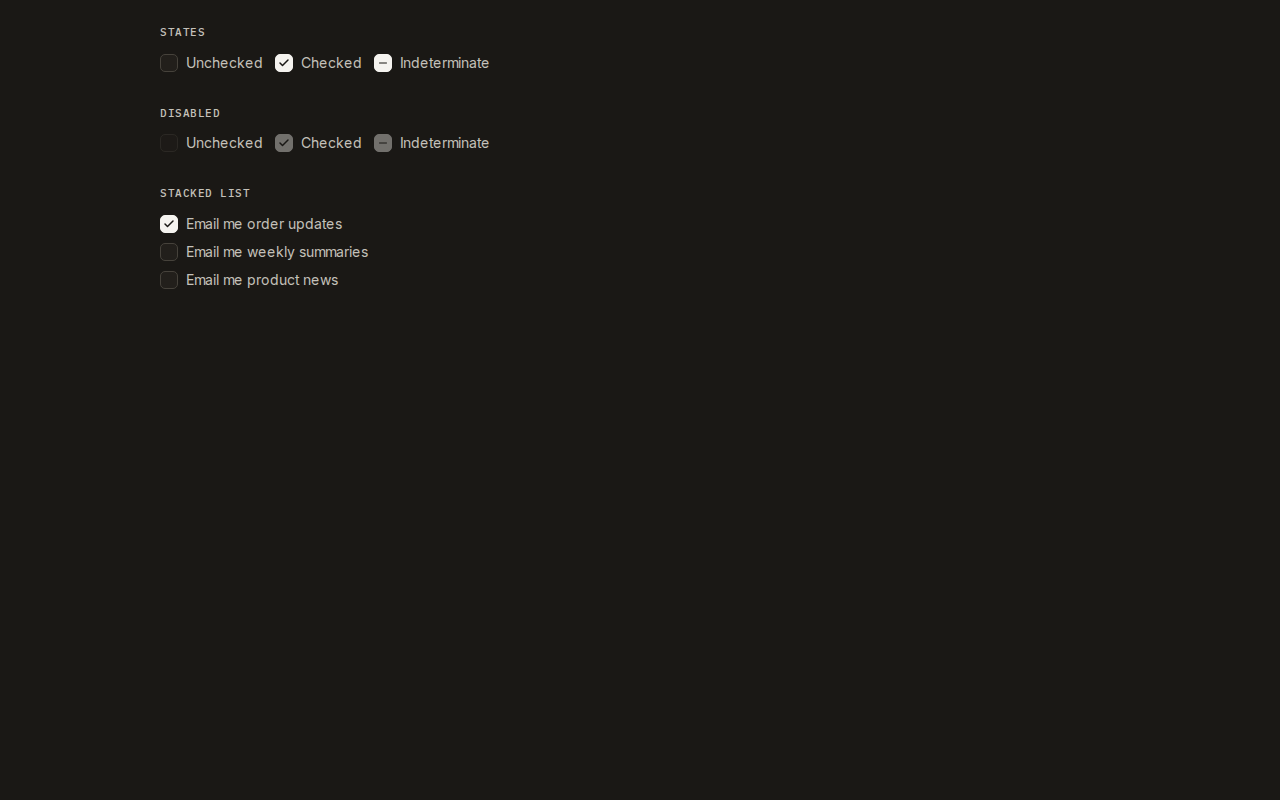 STATES
Unchecked Checked Indeterminate
DISABLED
Unchecked Checked Indeterminate
STACKED LIST
Email me order updates
Email me weekly summaries
Email me product news